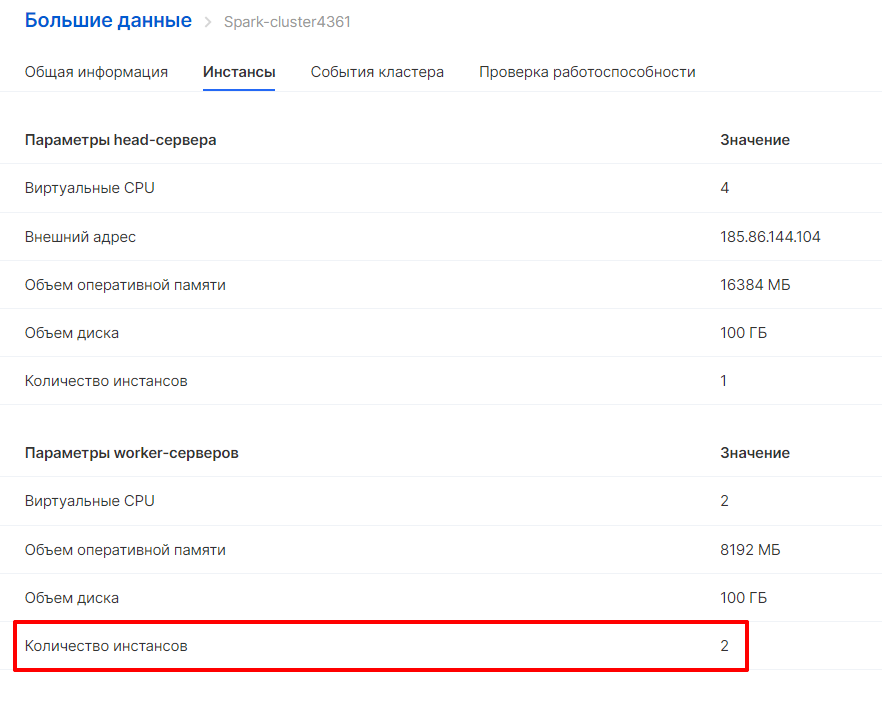 Большие данные > Spark-cluster4361
Общая информация Инстансы События кластера Проверка работоспособности
Параметры head-сервера Значение
Виртуальные CPU 4
Внешний адрес 185.86.144.104
Объем оперативной памяти 16384 МБ
Объем диска 100 ГБ
Количество инстансов 1
Параметры worker-серверов Значение
Виртуальные CPU 2
Объем оперативной памяти 8192 МБ
Объем диска 100 ГБ
Количество инстансов 2